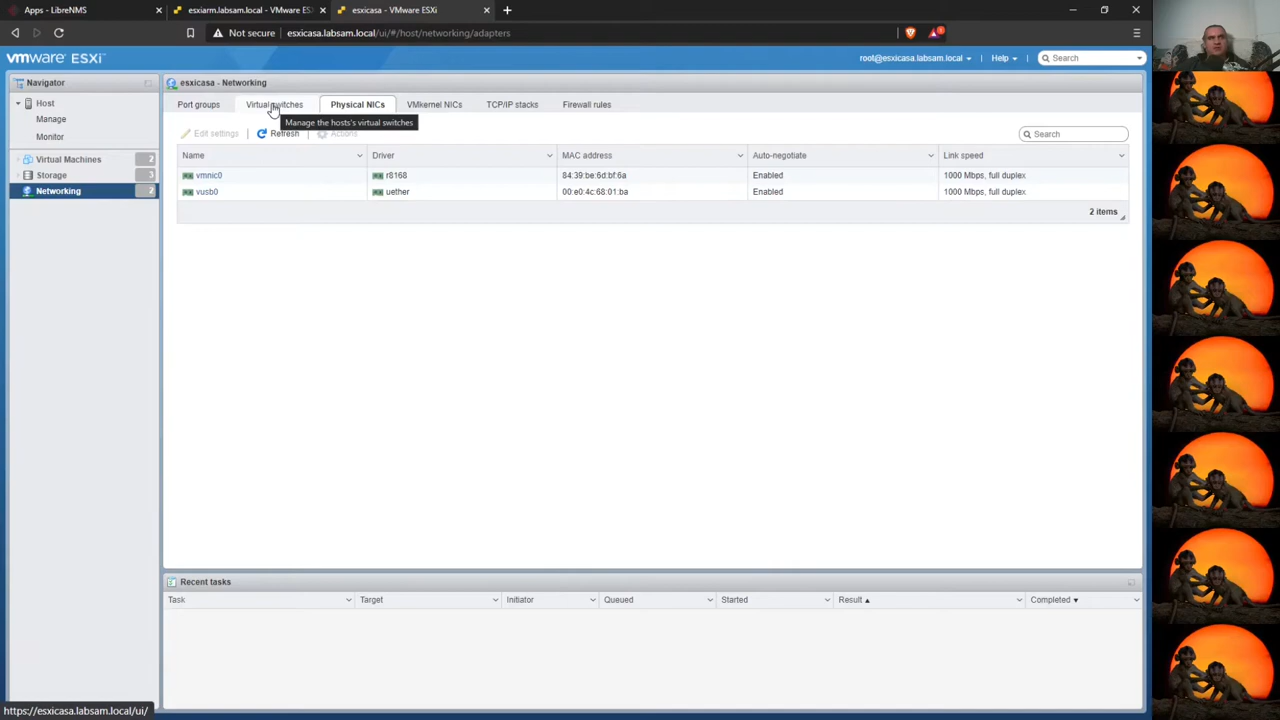 Apps - LibreNMS
esxiarm.labsam.local - VMware ESXi
esxicasa - VMware ESXi
Not secure esxicasa.labsam.local/ui/#/host/networking/adapters
vmware ESXi
root@esxicasa.labsam.local
Help
Search
Navigator
Host
Manage
Monitor
Virtual Machines 2
Storage 3
Networking 2
esxicasa - Networking
Port groups Virtual switches Physical NICs VMkernel NICs TCP/IP stacks Firewall rules
Manage the hosts's virtual switches
Edit settings Refresh Actions Search
Name Driver MAC address Auto-negotiate Link speed
vmnic0 r8168 84:39:be:6d:bf:6a Enabled 1000 Mbps, full duplex
vusb0 uether 00:e0:4c:68:01:ba Enabled 1000 Mbps, full duplex
2 items
Recent tasks
Task Target Initiator Queued Started Result ▲ Completed ▼
https://esxicasa.labsam.local/ui/